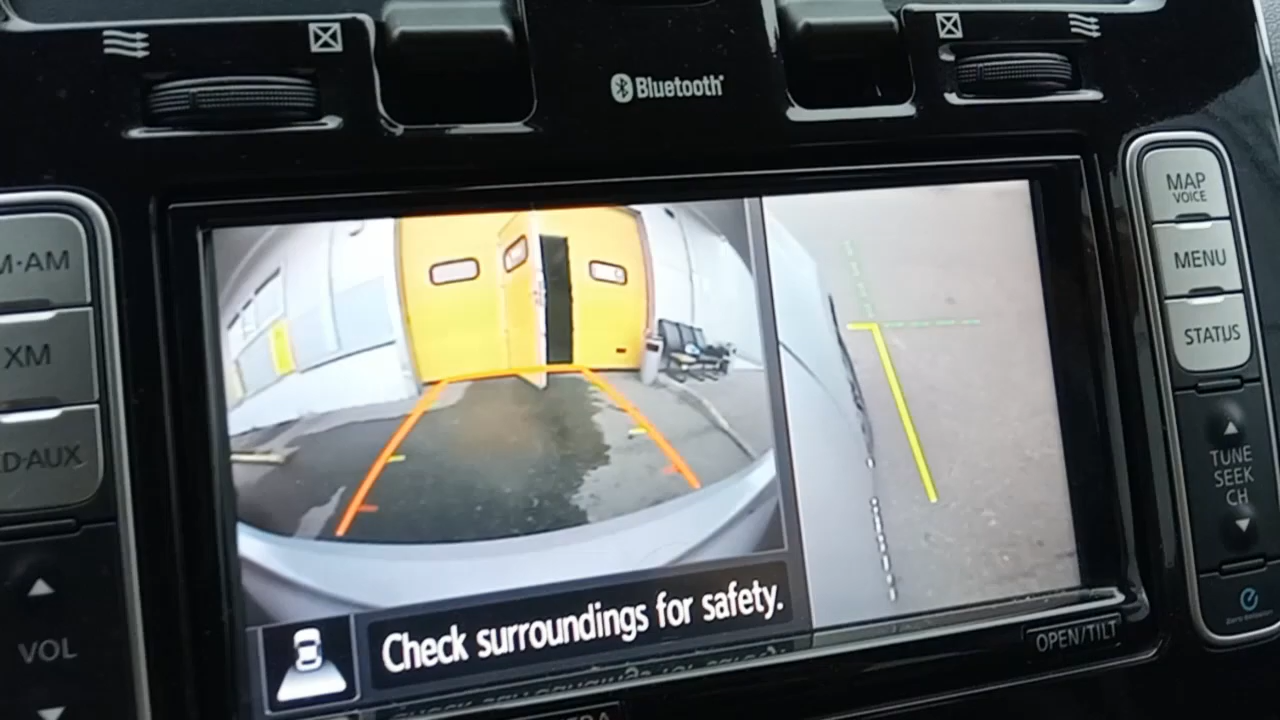 Bluetooth
M·AM
XM
D·AUX
VOL
MAP
VOICE
MENU
STATUS
TUNE
SEEK
CH
Check surroundings for safety.
OPEN/TILT